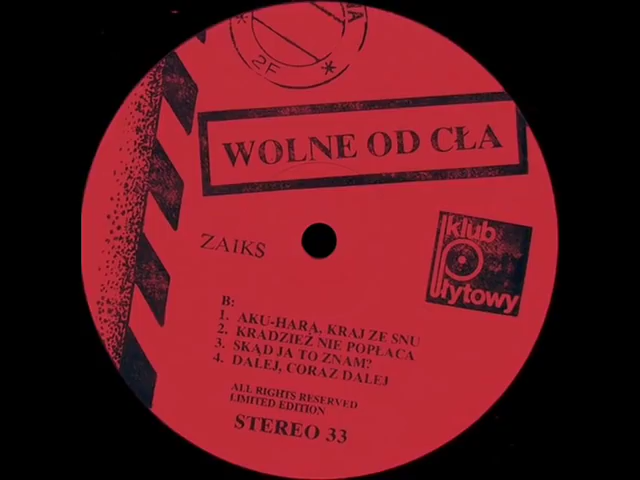 2F
WOLNE OD CŁA
ZAIKS
klub
płytowy
B:
1. AKU-HARA, KRAJ ZE SNU
2. KRADZIEŻ NIE POPŁACA
3. SKĄD JA TO ZNAM?
4. DALEJ, CORAZ DALEJ
ALL RIGHTS RESERVED
LIMITED EDITION
STEREO 33